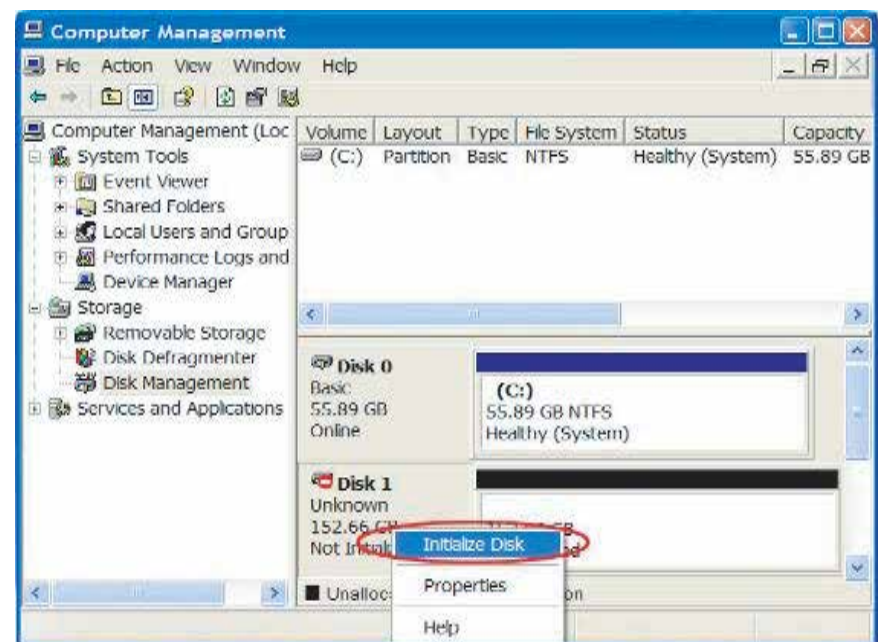 Computer Management
File Action View Window Help
Computer Management (Loc
System Tools
Event Viewer
Shared Folders
Local Users and Group
Performance Logs and
Device Manager
Storage
Removable Storage
Disk Defragmenter
Disk Management
Services and Applications
Volume Layout Type File System Status Capacity
(C:) Partition Basic NTFS Healthy (System) 55.89 GB
Disk 0
Basic
55.89 GB
Online
(C:)
55.89 GB NTFS
Healthy (System)
Disk 1
Unknown
152.66
Not
Initialize Disk
Properties
Help